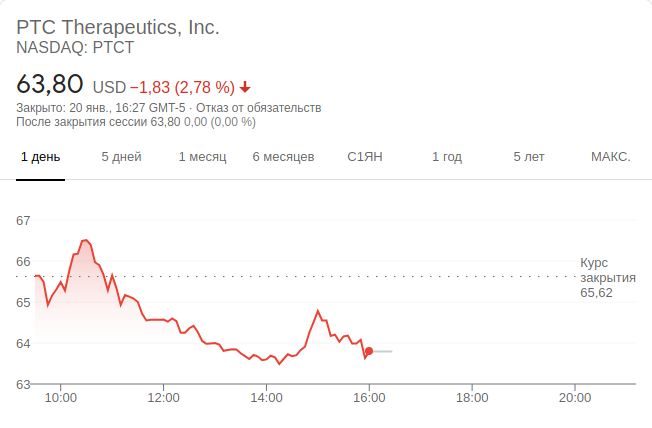 PTC Therapeutics, Inc.
NASDAQ: PTCT
63,80 USD −1,83 (2,78 %)
Закрыто: 20 янв., 16:27 GMT-5 · Отказ от обязательств
После закрытия сессии 63,80 0,00 (0,00 %)
1 день 5 дней 1 месяц 6 месяцев С1ЯН 1 год 5 лет МАКС.
67
66
65
64
63
Курс
закрытия
65,62
10:00 12:00 14:00 16:00 18:00 20:00